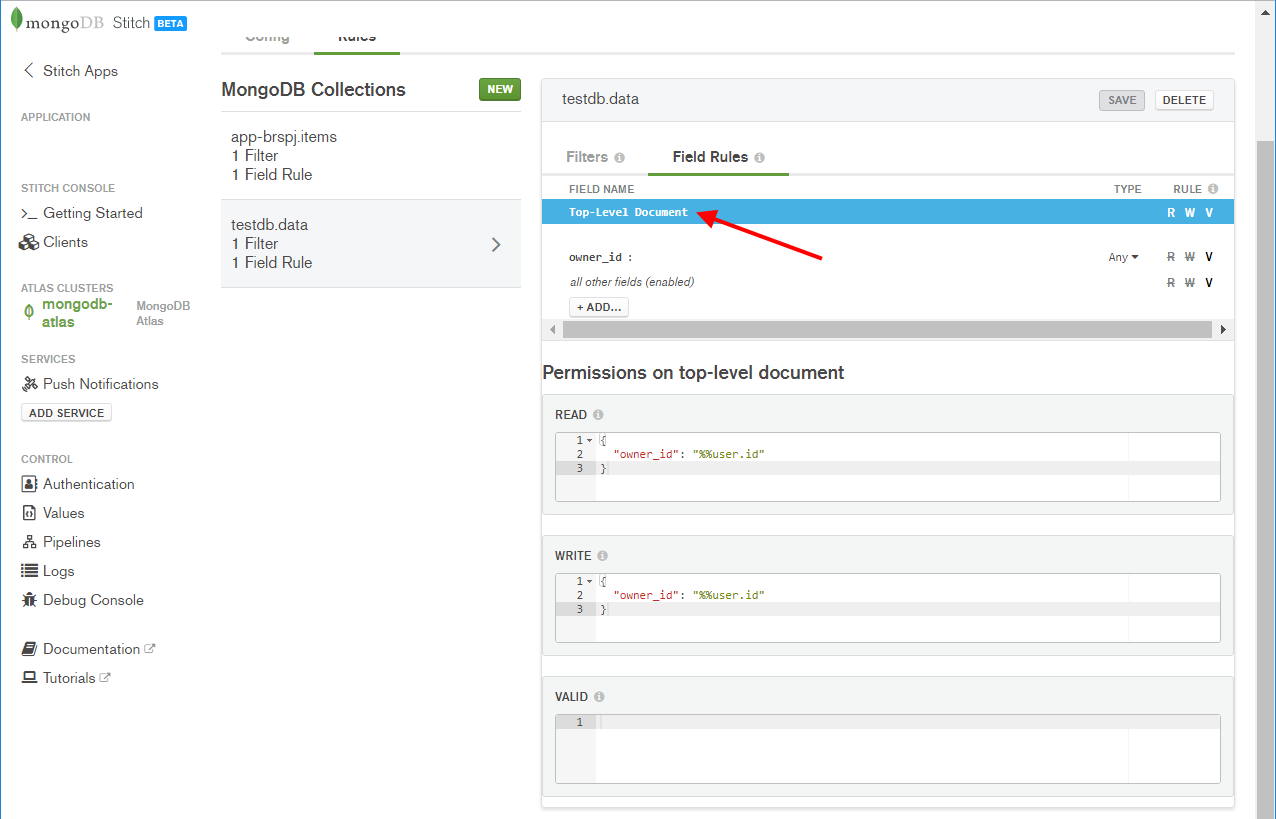 mongoDB Stitch BETA
Config Rules
Stitch Apps
APPLICATION
STITCH CONSOLE
Getting Started
Clients
ATLAS CLUSTERS
mongodb-atlas
MongoDB Atlas
SERVICES
Push Notifications
ADD SERVICE
CONTROL
Authentication
Values
Pipelines
Logs
Debug Console
Documentation
Tutorials
MongoDB Collections NEW
app-brspj.items
1 Filter
1 Field Rule
testdb.data
1 Filter
1 Field Rule
testdb.data SAVE DELETE
Filters Field Rules
FIELD NAME TYPE RULE
Top-Level Document R W V
owner_id : Any R W V
all other fields (enabled) R W V
+ ADD...
Permissions on top-level document
READ
1 {
2 "owner_id": "%%user.id"
3 }
WRITE
1 {
2 "owner_id": "%%user.id"
3 }
VALID
1